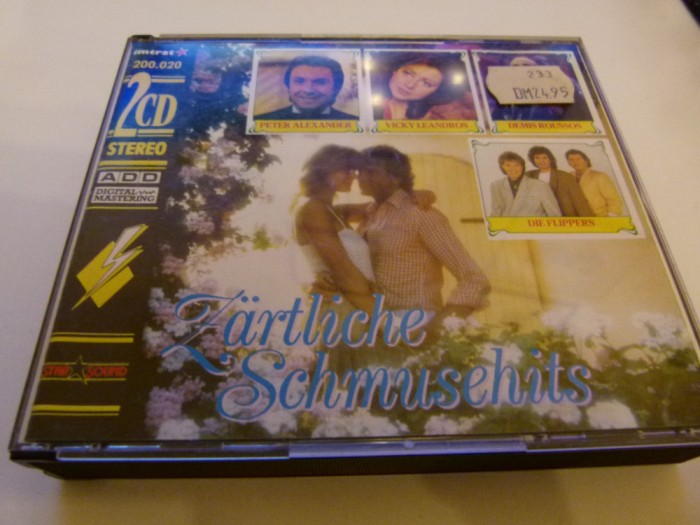 intrat
200.020
2CD
STEREO
ADD
DIGITAL
MASTERING
STAR SOUND
PETER ALEXANDER
VICKY LEANDROS
233
DM24,95
DEMIS ROUSSOS
DIE FLIPPERS
Zärtliche
Schmusehits